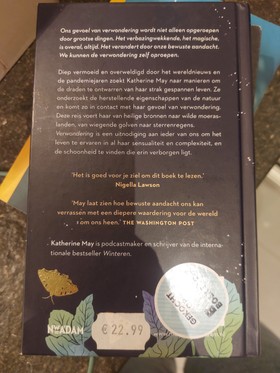 Ons gevoel van verwondering wordt niet alleen opgeroepen
door grootse dingen. Het verbazingwekkende, het magische,
is overal, altijd. Het verandert door onze bewuste aandacht.
We kunnen de verwondering zelf oproepen.
Diep vermoeid en overweldigd door het wereldnieuws en
de pandemiejaren zoekt Katherine May naar manieren om
de draden te ontwarren van haar strak gespannen leven. Ze
onderzoekt de herstellende eigenschappen van de natuur
en komt zo in contact met haar gevoel van verwondering.
Deze reis voert haar van heilige bronnen naar wilde moeras-
landen, van wiegende golven naar sterrenregens.
Verwondering is een uitnodiging aan ieder van ons om het
leven te ervaren in al haar sensualiteit en complexiteit, en
de schoonheid te vinden die erin verborgen ligt.
'Het is goed voor je ziel om dit boek te lezen.'
Nigella Lawson
'May laat zien hoe bewuste aandacht ons kan
verrassen met een diepere waardering voor de wereld
om ons heen.' THE WASHINGTON POST
Katherine May is podcastmaker en schrijver van de interna-
tionale bestseller Winteren.
€ 22,99